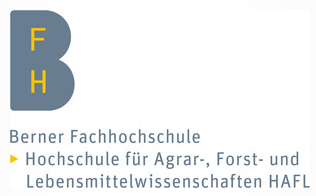 F
H
Berner Fachhochschule
Hochschule für Agrar-, Forst- und
Lebensmittelwissenschaften HAFL